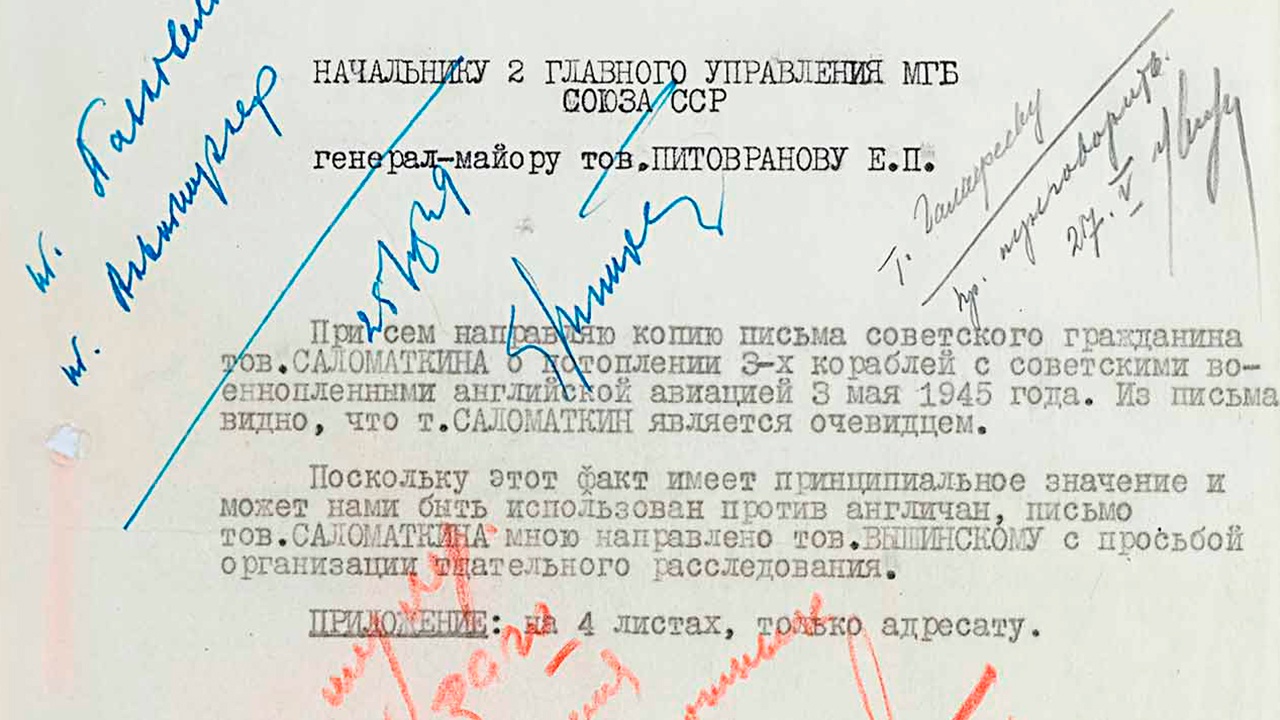 НАЧАЛЬНИКУ 2 ГЛАВНОГО УПРАВЛЕНИЯ МГБ
СОЮЗА ССР
генерал-майору тов.ПИТОВРАНОВУ Е.П.
27.V
При сем направляю копию письма советского гражданина
тов.САЛОМАТКИНА о потоплении 3-х кораблей с советскими во-
еннопленными английской авиацией 3 мая 1945 года. Из письма
видно, что т.САЛОМАТКИН является очевидцем.
Поскольку этот факт имеет принципиальное значение и
может нами быть использован против англичан, письмо
тов.САЛОМАТКИНА мною направлено тов.ВЫШИНСКОМУ с просьбой
организации тщательного расследования.
ПРИЛОЖЕНИЕ: на 4 листах, только адресату.